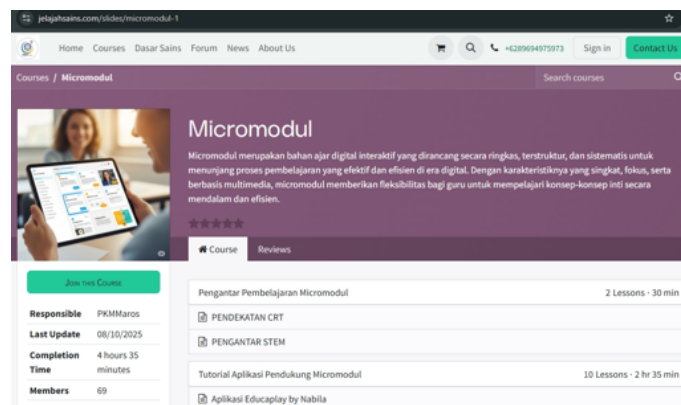 jelajahsains.com/slides/micromodul-1
Home Courses Dasar Sains Forum News About Us +6289694975973 Sign in Contact Us
Courses / Micromodul Search courses
Micromodul
Micromodul merupakan bahan ajar digital interaktif yang dirancang secara ringkas, terstruktur, dan sistematis untuk
menunjang proses pembelajaran yang efektif dan efisien di era digital. Dengan karakteristiknya yang singkat, fokus, serta
berbasis multimedia, micromodul memberikan fleksibilitas bagi guru untuk mempelajari konsep-konsep inti secara
mendalam dan efisien.
Course Reviews
Join this Course
Responsible PKMMaros
Last Update 08/10/2025
Completion Time 4 hours 35 minutes
Members 69
Pengantar Pembelajaran Micromodul 2 Lessons · 30 min
PENDEKATAN CRT
PENGANTAR STEM
Tutorial Aplikasi Pendukung Micromodul 10 Lessons · 2 hr 35 min
Aplikasi Educaplay by Nabila